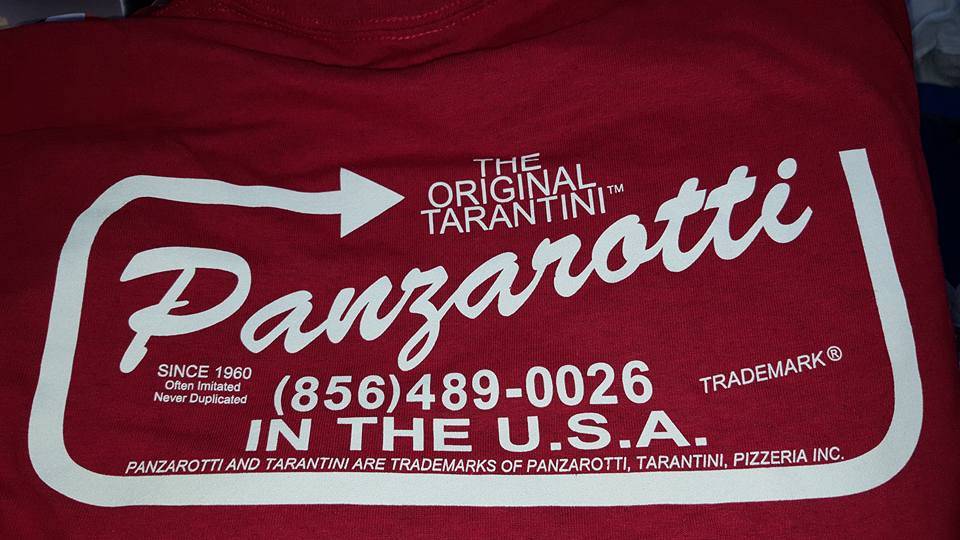 THE
ORIGINAL
TARANTINI™
Panzarotti
SINCE 1960
Often Imitated
Never Duplicated
(856)489-0026
TRADEMARK®
IN THE U.S.A.
PANZAROTTI AND TARANTINI ARE TRADEMARKS OF PANZAROTTI, TARANTINI, PIZZERIA INC.